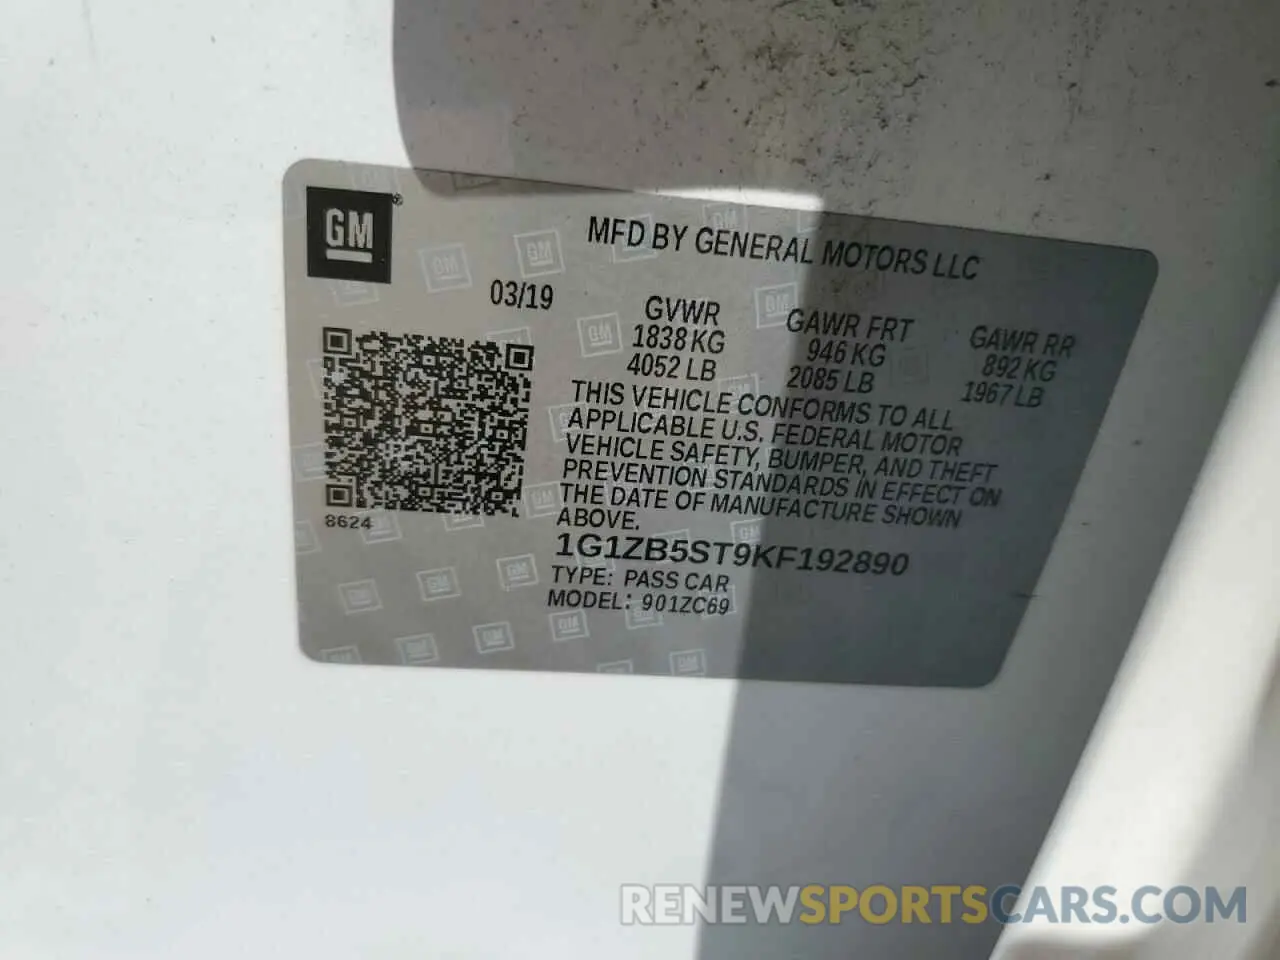 GM®
MFD BY GENERAL MOTORS LLC
03/19
GVWR
1838 KG
4052 LB
GAWR FRT
946 KG
2085 LB
GAWR RR
892 KG
1967 LB
THIS VEHICLE CONFORMS TO ALL
APPLICABLE U.S. FEDERAL MOTOR
VEHICLE SAFETY, BUMPER, AND THEFT
PREVENTION STANDARDS IN EFFECT ON
THE DATE OF MANUFACTURE SHOWN
ABOVE.
8624
1G1ZB5ST9KF192890
TYPE: PASS CAR
MODEL: 901ZC69
RENEWSPORTSCARS.COM